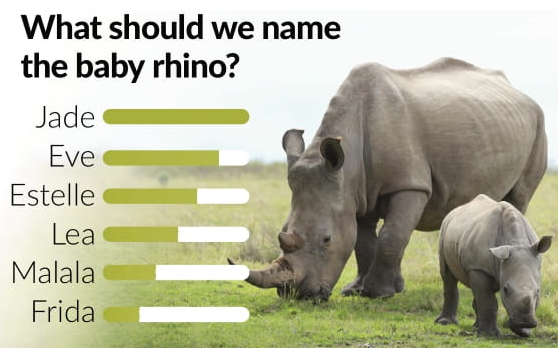 What should we name
the baby rhino?
Jade
Eve
Estelle
Lea
Malala
Frida